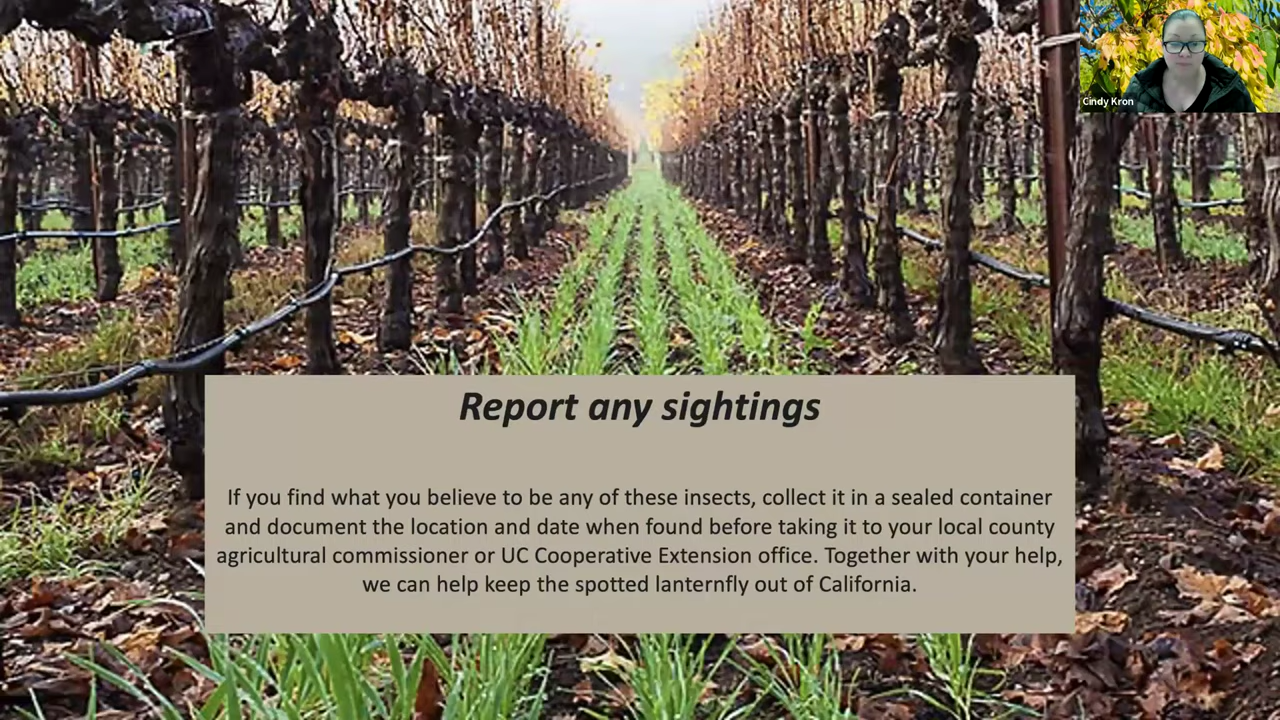 Cindy Kron
Report any sightings
If you find what you believe to be any of these insects, collect it in a sealed container
and document the location and date when found before taking it to your local county
agricultural commissioner or UC Cooperative Extension office. Together with your help,
we can help keep the spotted lanternfly out of California.